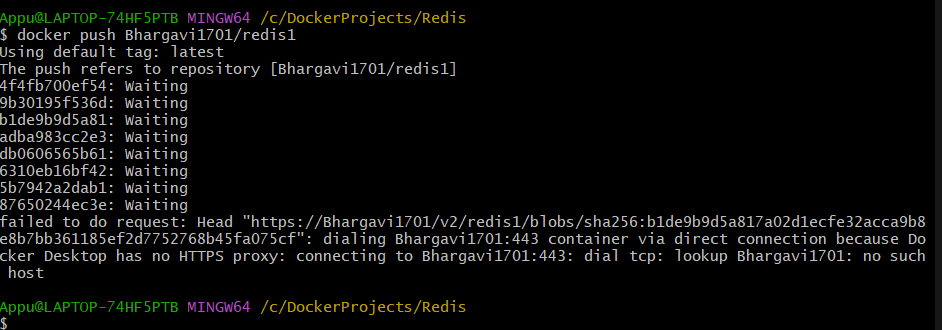 Appu@LAPTOP-74HF5PTB MINGW64 /c/DockerProjects/Redis
$ docker push Bhargavi1701/redis1
Using default tag: latest
The push refers to repository [Bhargavi1701/redis1]
4f4fb700ef54: Waiting
9b30195f536d: Waiting
b1de9b9d5a81: Waiting
adba983cc2e3: Waiting
db0606565b61: Waiting
6310eb16bf42: Waiting
5b7942a2dab1: Waiting
87650244ec3e: Waiting
failed to do request: Head "https://Bhargavi1701/v2/redis1/blobs/sha256:b1de9b9d5a817a02d1ecfe32acca9b8
e8b7bb361185ef2d7752768b45fa075cf": dialing Bhargavi1701:443 container via direct connection because Do
cker Desktop has no HTTPS proxy: connecting to Bhargavi1701:443: dial tcp: lookup Bhargavi1701: no such
 host
Appu@LAPTOP-74HF5PTB MINGW64 /c/DockerProjects/Redis
$